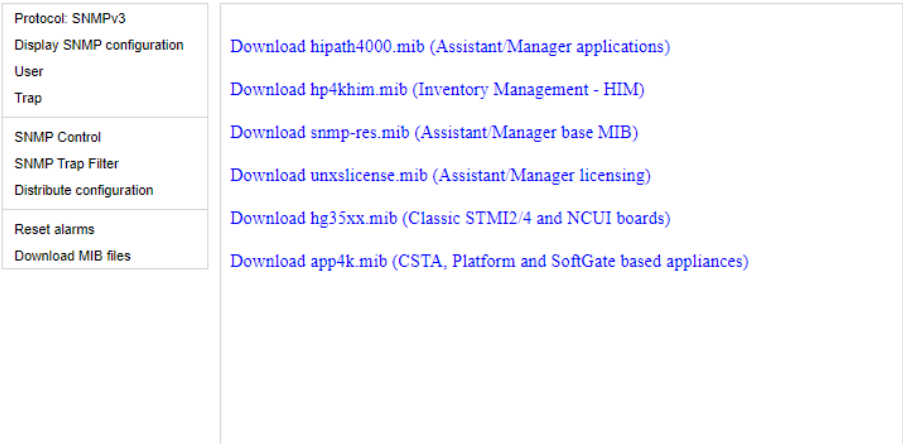 Protocol: SNMPv3
Display SNMP configuration
User
Trap
SNMP Control
SNMP Trap Filter
Distribute configuration
Reset alarms
Download MIB files
Download hipath4000.mib (Assistant/Manager applications)
Download hp4khim.mib (Inventory Management - HIM)
Download snmp-res.mib (Assistant/Manager base MIB)
Download unxslicense.mib (Assistant/Manager licensing)
Download hg35xx.mib (Classic STMI2/4 and NCUI boards)
Download app4k.mib (CSTA, Platform and SoftGate based appliances)